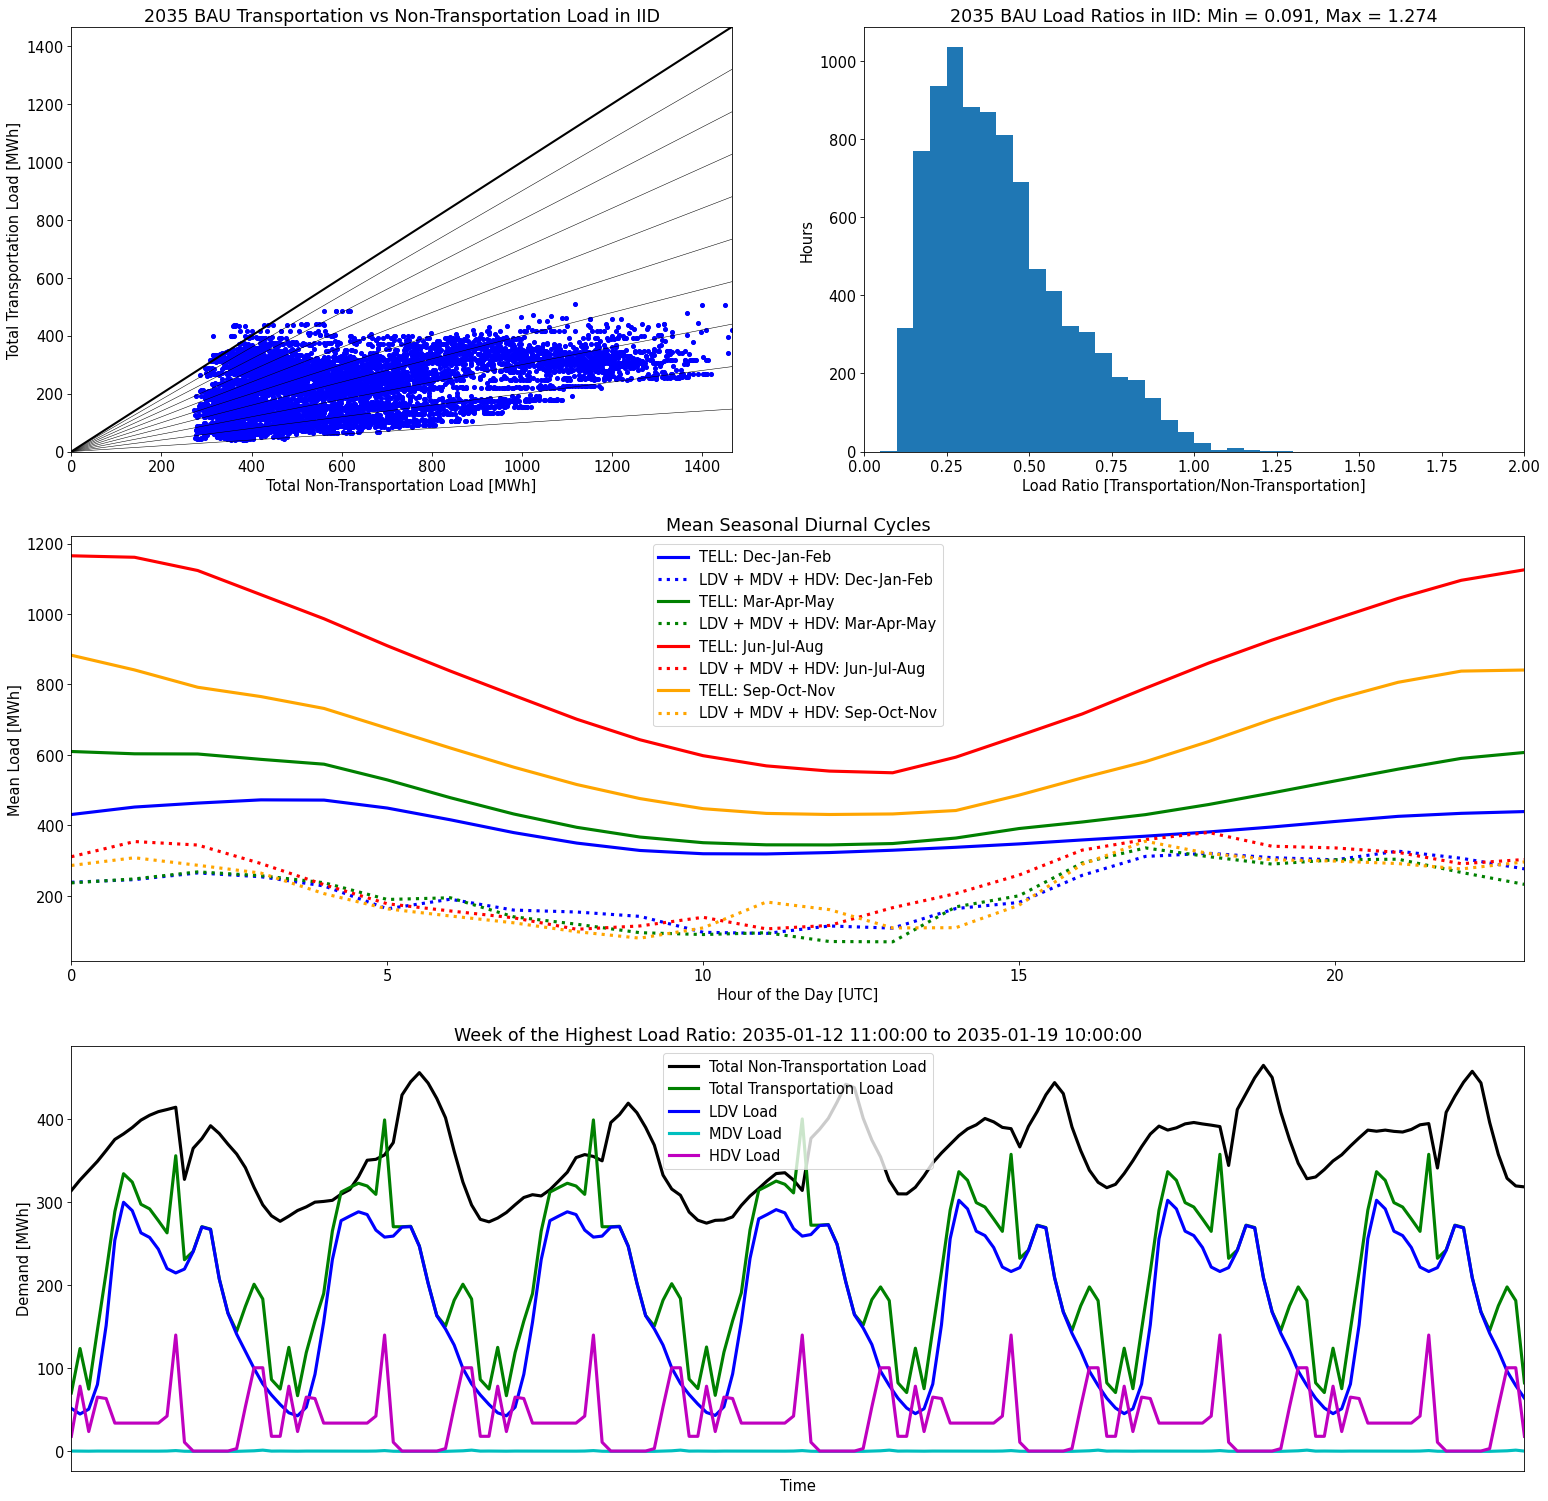 2035 BAU Transportation vs Non-Transportation Load in IID
Total Transportation Load [MWh]
1400
1200
1000
800
600
400
200
0
0 200 400 600 800 1000 1200 1400
Total Non-Transportation Load [MWh]
2035 BAU Load Ratios in IID: Min = 0.091, Max = 1.274
Hours
1000
800
600
400
200
0
0.00 0.25 0.50 0.75 1.00 1.25 1.50 1.75 2.00
Load Ratio [Transportation/Non-Transportation]
Mean Seasonal Diurnal Cycles
Mean Load [MWh]
1200
1000
800
600
400
200
TELL: Dec-Jan-Feb
LDV + MDV + HDV: Dec-Jan-Feb
TELL: Mar-Apr-May
LDV + MDV + HDV: Mar-Apr-May
TELL: Jun-Jul-Aug
LDV + MDV + HDV: Jun-Jul-Aug
TELL: Sep-Oct-Nov
LDV + MDV + HDV: Sep-Oct-Nov
0 5 10 15 20
Hour of the Day [UTC]
Week of the Highest Load Ratio: 2035-01-12 11:00:00 to 2035-01-19 10:00:00
Demand [MWh]
400
300
200
100
0
Total Non-Transportation Load
Total Transportation Load
LDV Load
MDV Load
HDV Load
Time